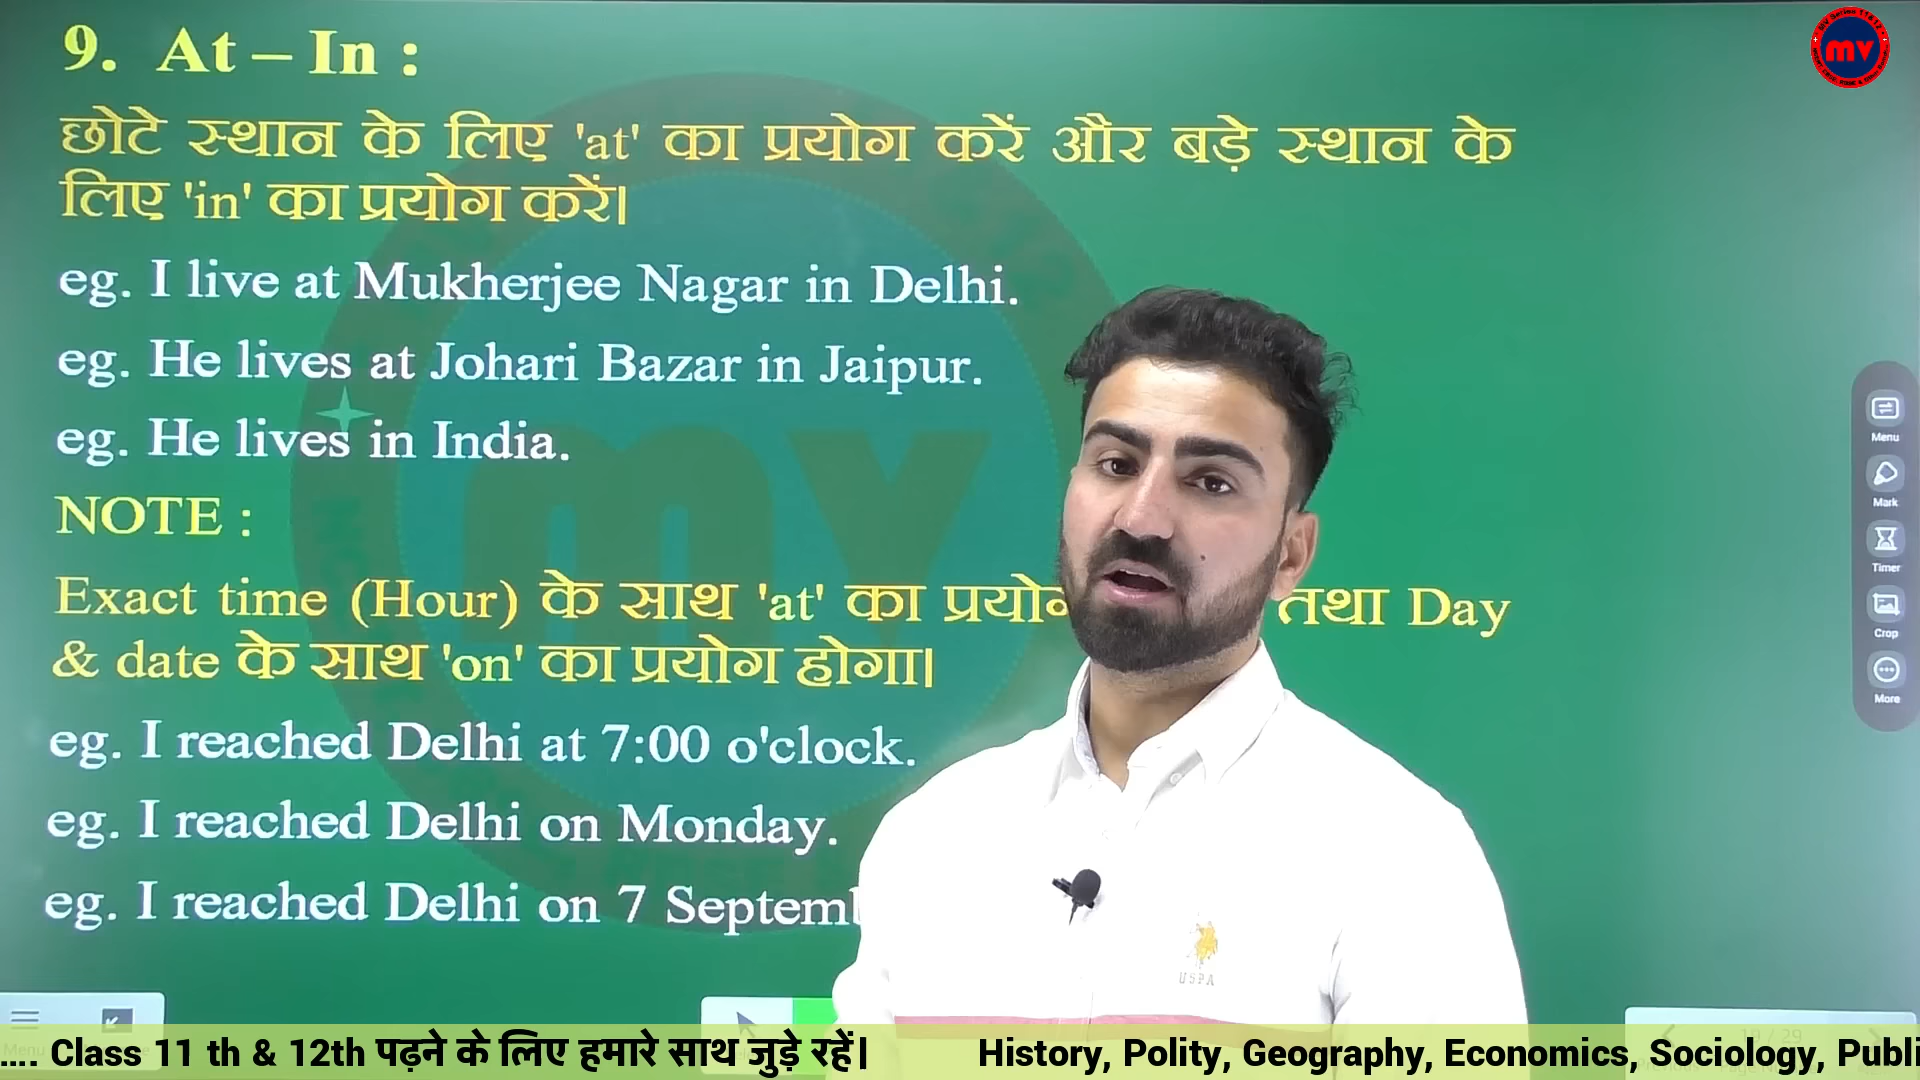 9. At – In :
छोटे स्थान के लिए 'at' का प्रयोग करें और बड़े स्थान के
लिए 'in' का प्रयोग करें।
eg. I live at Mukherjee Nagar in Delhi.
eg. He lives at Johari Bazar in Jaipur.
eg. He lives in India.
NOTE :
Exact time (Hour) के साथ 'at' का तथा Day
& date के साथ 'on' का प्रयोग होगा।
eg. I reached Delhi at 7:00 o'clock.
eg. I reached Delhi on Monday.
eg. I reached Delhi on 7
mv
Menu
Mark
Timer
Crop
More
USPA
19 / 29
.... Class 11 th & 12th पढ़ने के लिए हमारे साथ जुड़े रहें। History, Polity, Geography, Economics, Sociology, Publi